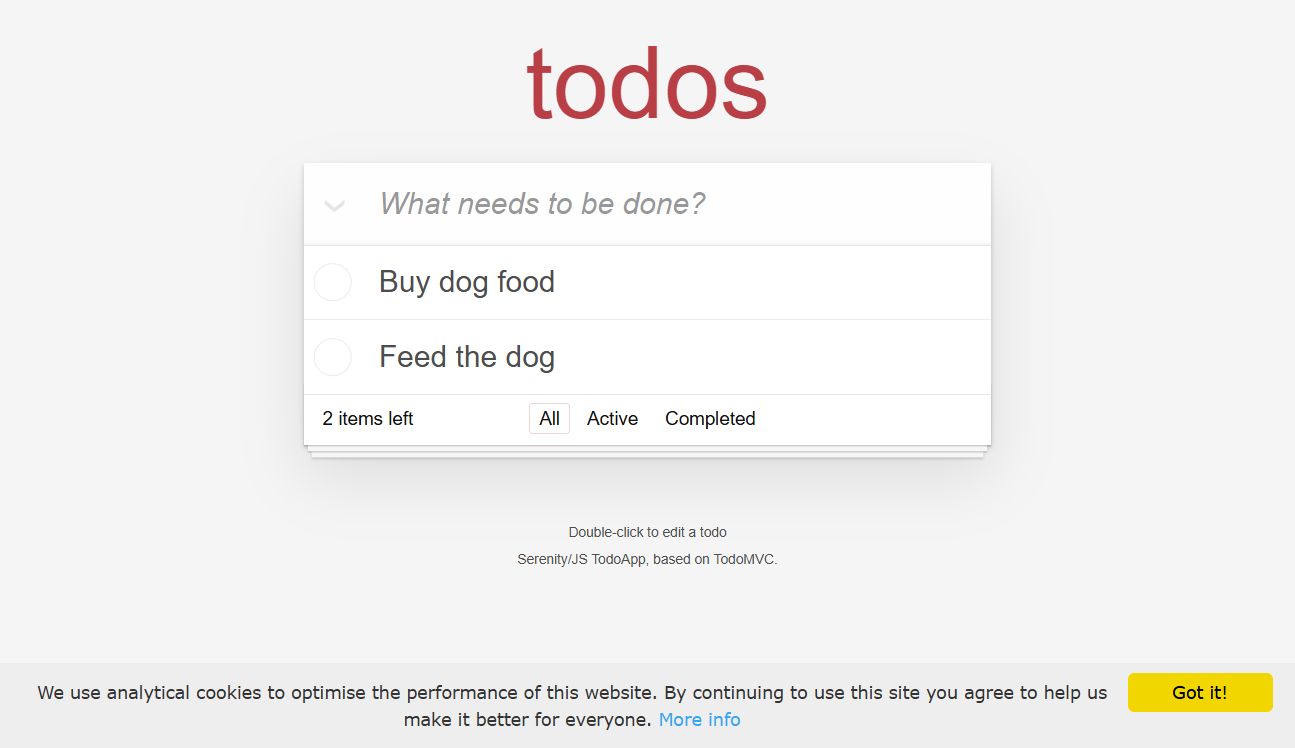 todos
What needs to be done?
Buy dog food
Feed the dog
2 items left All Active Completed
Double-click to edit a todo
Serenity/JS TodoApp, based on TodoMVC.
We use analytical cookies to optimise the performance of this website. By continuing to use this site you agree to help us
make it better for everyone. More info
Got it!